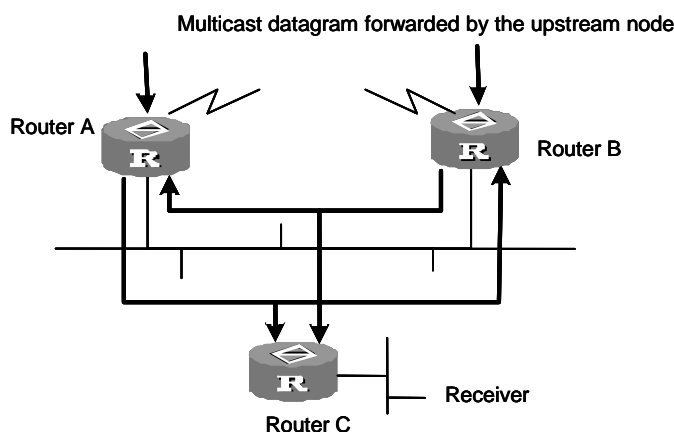 Multicast datagram forwarded by the upstream node
Router A
R
R
Router B
R
Receiver
Router C